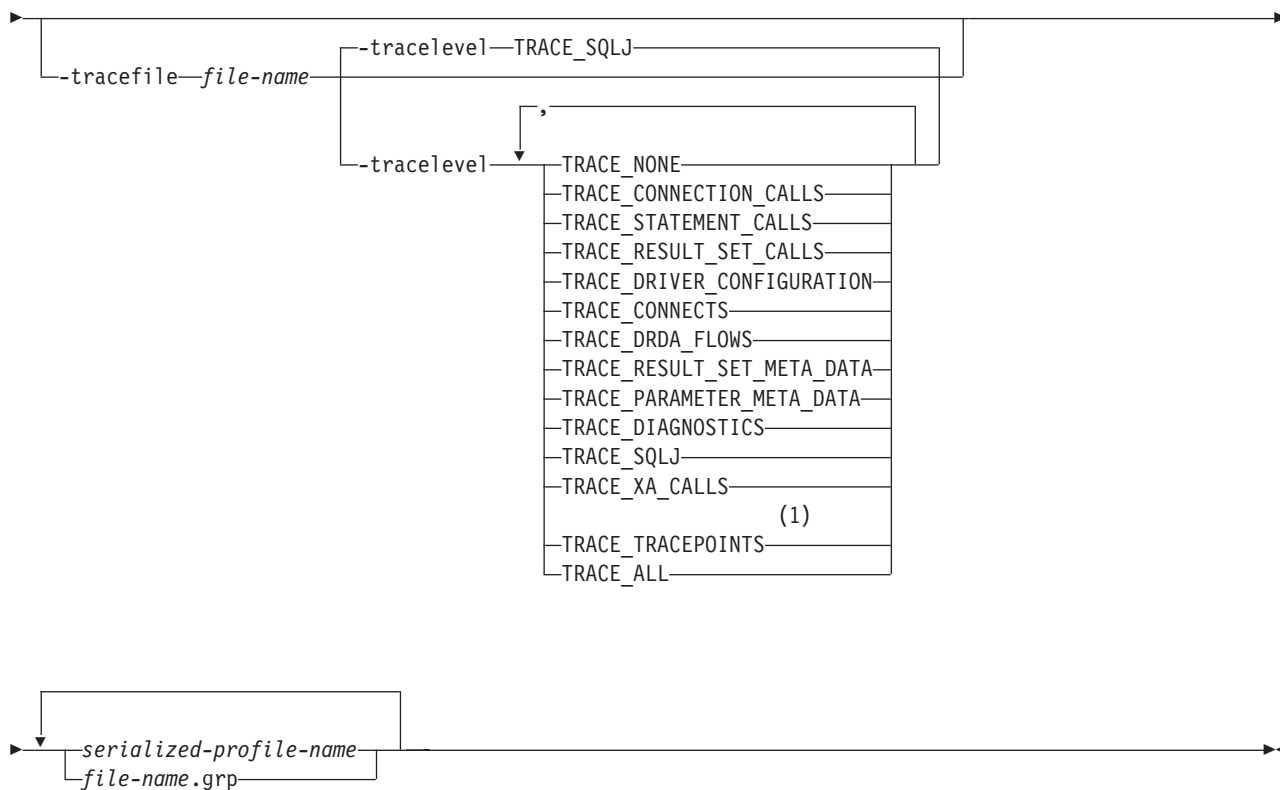 -tracelevel TRACE_SQLJ
-tracefile file-name
,
-tracelevel TRACE_NONE
TRACE_CONNECTION_CALLS
TRACE_STATEMENT_CALLS
TRACE_RESULT_SET_CALLS
TRACE_DRIVER_CONFIGURATION
TRACE_CONNECTS
TRACE_DRDA_FLOWS
TRACE_RESULT_SET_META_DATA
TRACE_PARAMETER_META_DATA
TRACE_DIAGNOSTICS
TRACE_SQLJ
TRACE_XA_CALLS
(1)
TRACE_TRACEPOINTS
TRACE_ALL
serialized-profile-name
file-name.grp